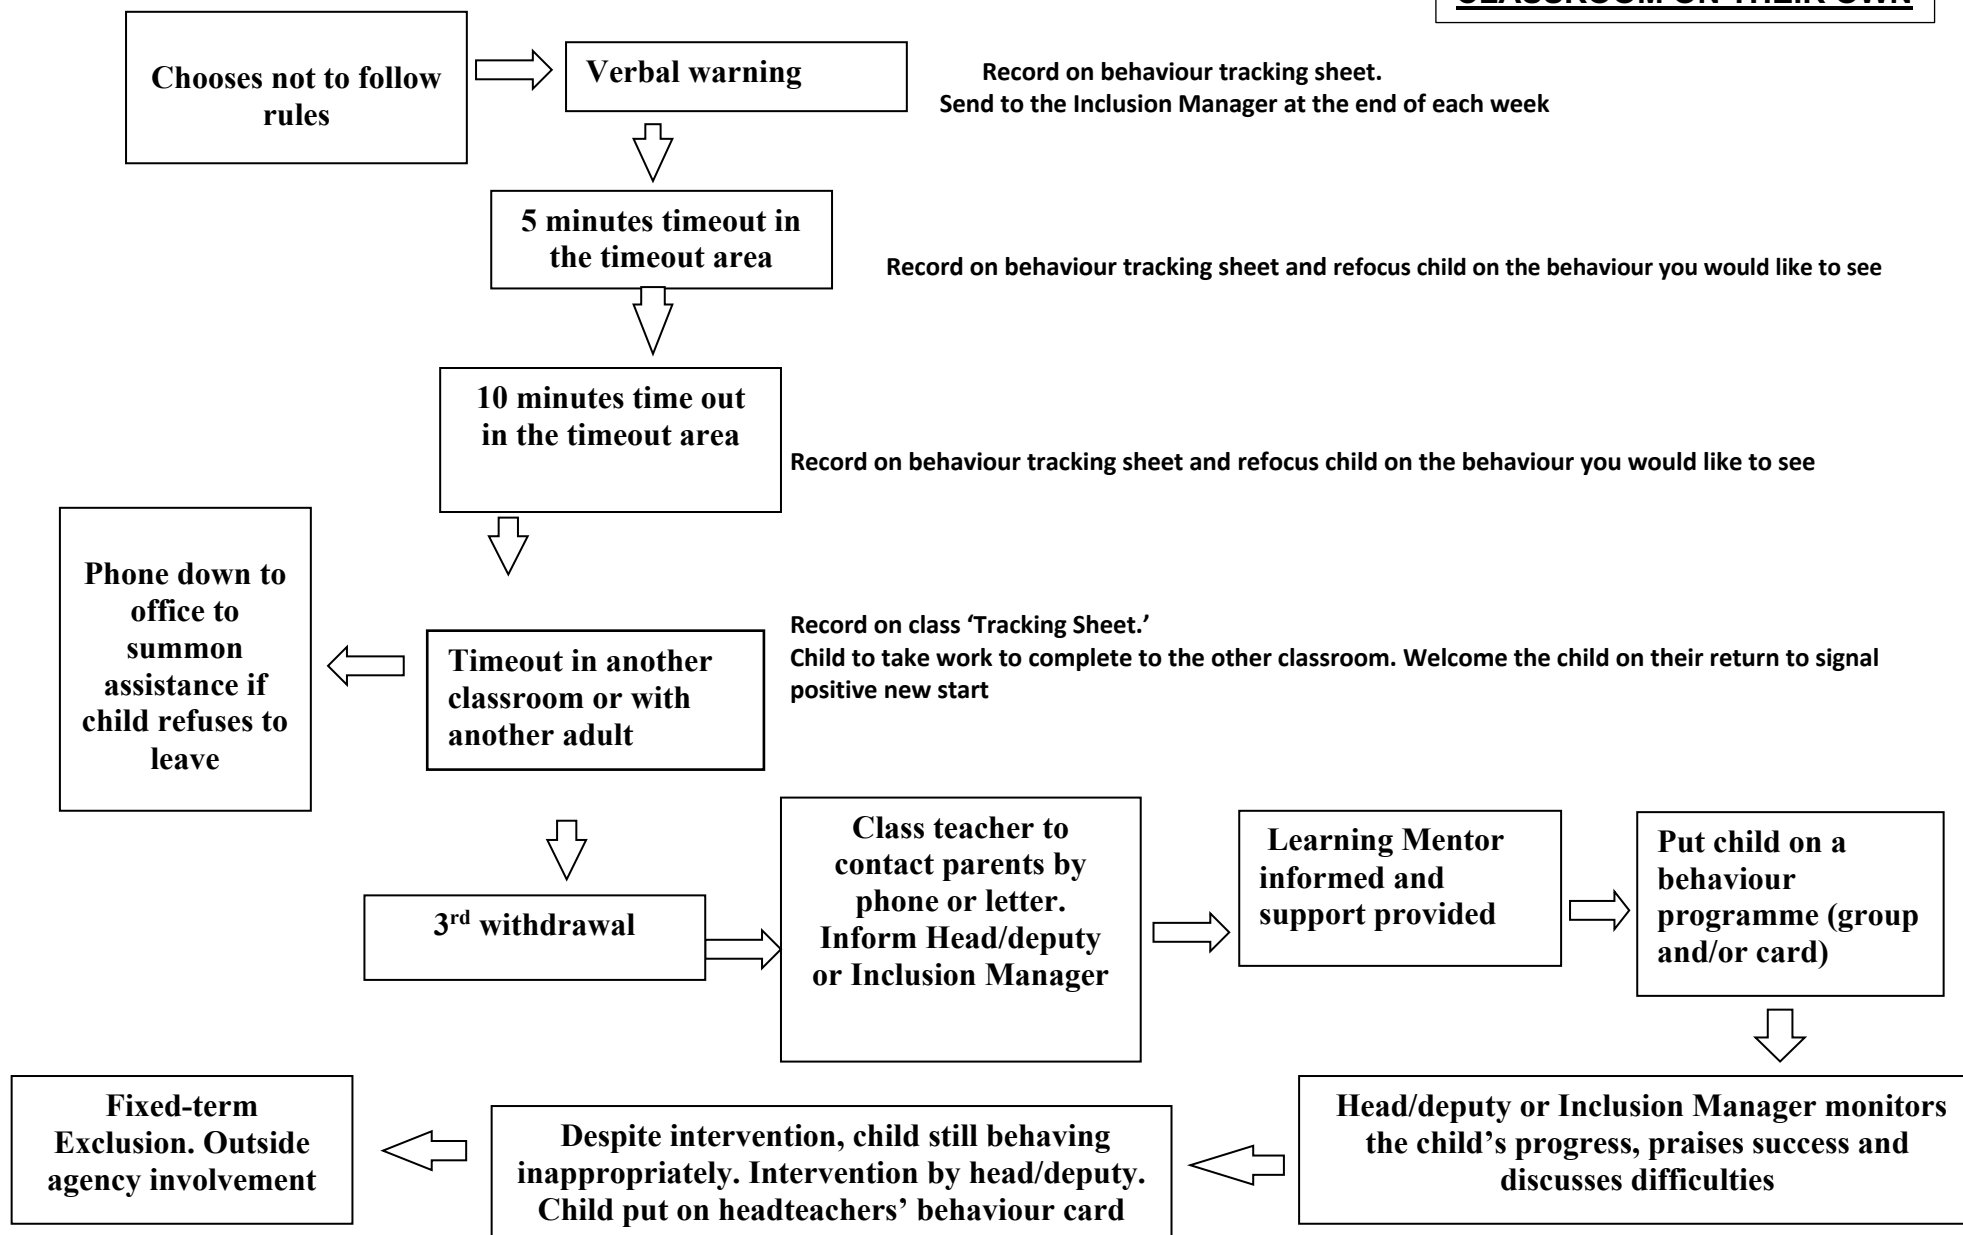 CLASSROOM ON THEIR OWN
Chooses not to follow
rules
Verbal warning
Record on behaviour tracking sheet.
Send to the Inclusion Manager at the end of each week
5 minutes timeout in
the timeout area
Record on behaviour tracking sheet and refocus child on the behaviour you would like to see
10 minutes time out
in the timeout area
Record on behaviour tracking sheet and refocus child on the behaviour you would like to see
Phone down to
office to
summon
assistance if
child refuses to
leave
Timeout in another
classroom or with
another adult
Record on class ‘Tracking Sheet.’
Child to take work to complete to the other classroom. Welcome the child on their return to signal
positive new start
3rd withdrawal
Class teacher to
contact parents by
phone or letter.
Inform Head/deputy
or Inclusion Manager
Learning Mentor
informed and
support provided
Put child on a
behaviour
programme (group
and/or card)
Fixed-term
Exclusion. Outside
agency involvement
Despite intervention, child still behaving
inappropriately. Intervention by head/deputy.
Child put on headteachers’ behaviour card
Head/deputy or Inclusion Manager monitors
the child’s progress, praises success and
discusses difficulties